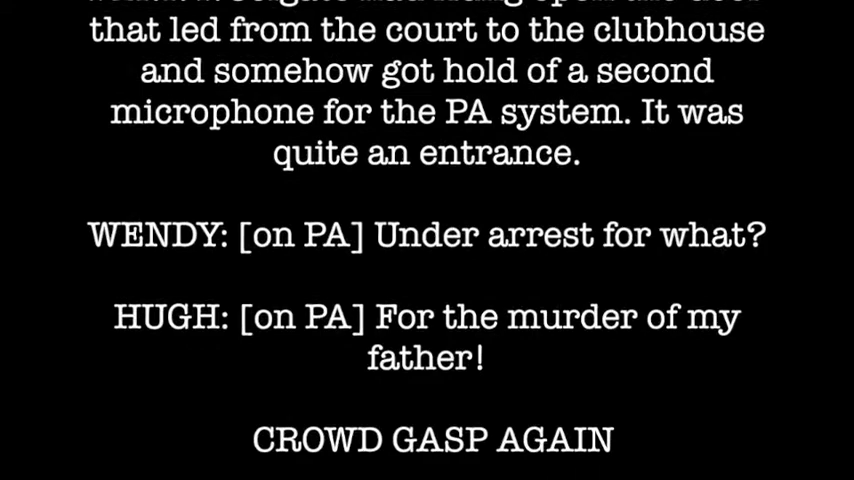 that led from the court to the clubhouse
and somehow got hold of a second
microphone for the PA system. It was
quite an entrance.
WENDY: [on PA] Under arrest for what?
HUGH: [on PA] For the murder of my
father!
CROWD GASP AGAIN